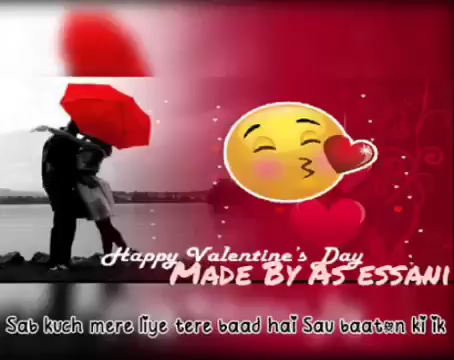 Happy Valentine's Day
Made By As essani
Sab kuch mere liye tere baad hai Sau baaton ki ik